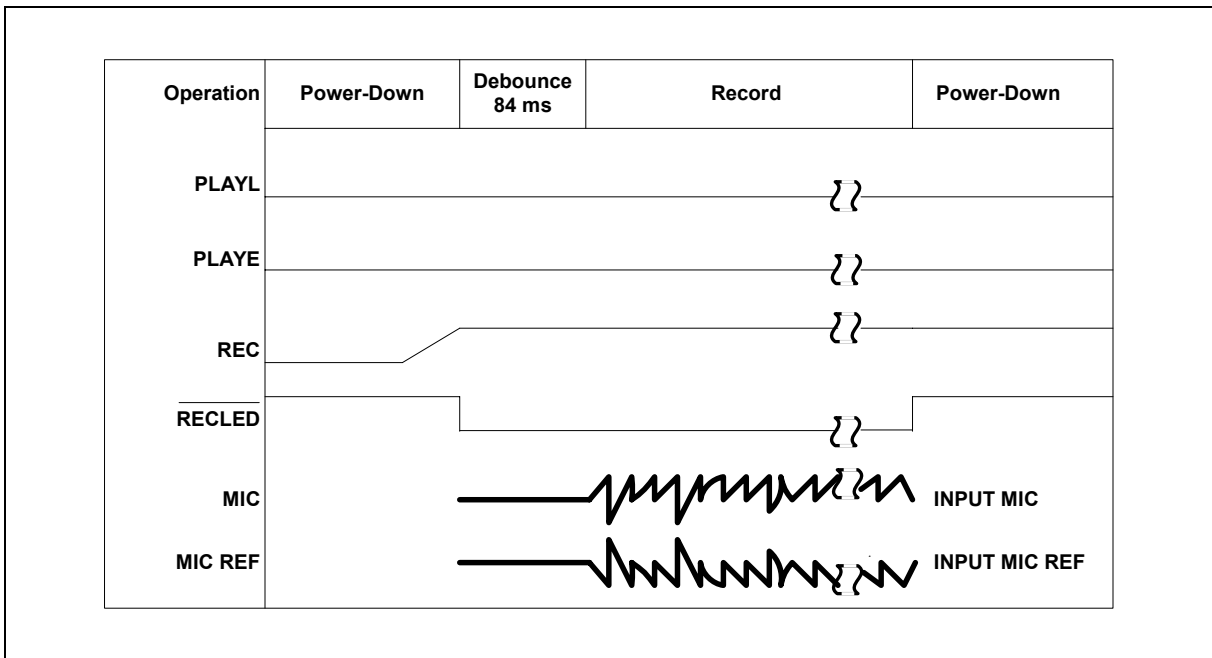 Operation Power-Down Debounce 84 ms Record Power-Down
PLAYL
PLAYE
REC
RECLED
MIC INPUT MIC
MIC REF INPUT MIC REF